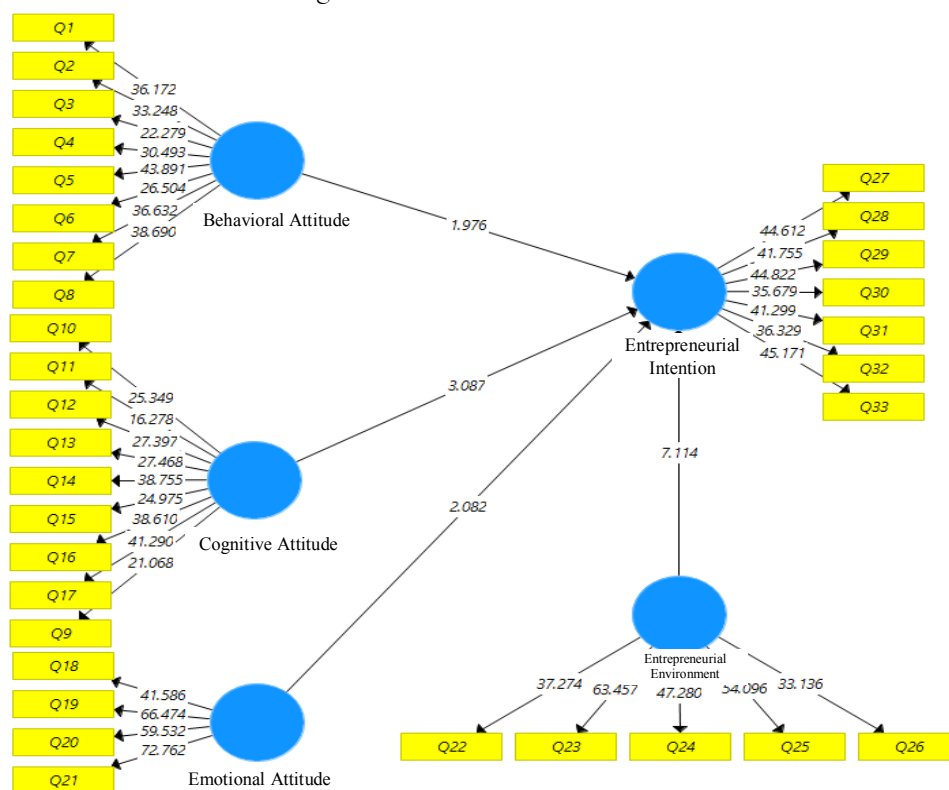 Q1
Q2
Q3
Q4
Q5
Q6
Q7
Q8
36.172
33.248
22.279
30.493
43.891
26.504
36.632
38.690
Behavioral Attitude
1.976
Q10
Q11
Q12
Q13
Q14
Q15
Q16
Q17
Q9
25.349
16.278
27.397
27.468
38.755
24.975
38.610
41.290
21.068
Cognitive Attitude
3.087
Q18
Q19
Q20
Q21
41.586
66.474
59.532
72.762
Emotional Attitude
2.082
Entrepreneurial
Intention
44.612
41.755
44.822
35.679
41.299
36.329
45.171
Q27
Q28
Q29
Q30
Q31
Q32
Q33
7.114
Entrepreneurial
Environment
37.274
63.457
47.280
54.096
33.136
Q22
Q23
Q24
Q25
Q26